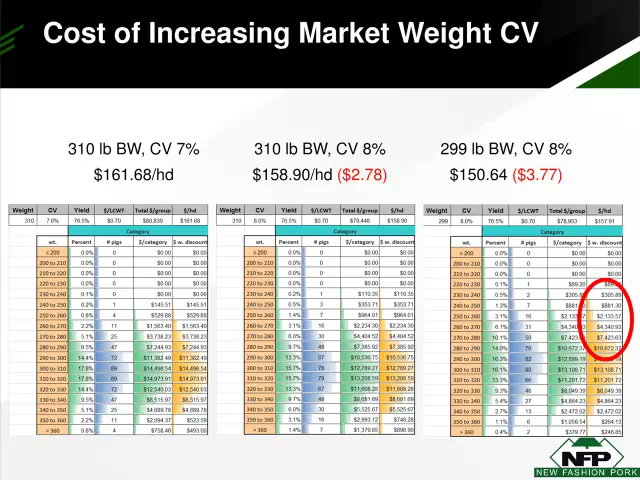 Cost of Increasing Market Weight CV
310 lb BW, CV 7%
$161.68/hd
310 lb BW, CV 8%
$158.90/hd ($2.78)
299 lb BW, CV 8%
$150.64 ($3.77)
Weight CV Yield $/LCWT Total $/group $/hd
310 7.0% 76.5% $0.70 $80,839 $161.68
Category
wt. Percent # pigs $/category $ w. discount
≤ 200 0.0% 0 $0.00 $0.00
200 to 210 0.0% 0 $0.00 $0.00
210 to 220 0.0% 0 $0.00 $0.00
220 to 230 0.0% 0 $0.00 $0.00
230 to 240 0.1% 0 $0.00 $0.00
240 to 250 0.2% 1 $146.51 $146.51
250 to 260 0.8% 4 $529.88 $529.88
260 to 270 2.2% 11 $1,563.40 $1,563.40
270 to 280 5.1% 25 $3,738.23 $3,738.23
280 to 290 9.5% 47 $7,244.93 $7,244.93
290 to 300 14.4% 72 $11,382.49 $11,382.49
300 to 310 17.8% 89 $14,498.54 $14,498.54
310 to 320 17.8% 89 $14,973.91 $14,973.91
320 to 330 14.4% 72 $12,540.03 $12,540.03
330 to 340 9.5% 47 $8,515.97 $8,515.97
340 to 350 5.1% 25 $4,689.78 $4,689.78
350 to 360 2.2% 11 $2,094.37 $523.59
> 360 0.8% 4 $758.46 $493.00
Weight CV Yield $/LCWT Total $/group $/hd
310 8.0% 76.5% $0.70 $79,448 $158.90
Category
wt. Percent # pigs $/category $ w. discount
≤ 200 0.0% 0 $0.00 $0.00
200 to 210 0.0% 0 $0.00 $0.00
210 to 220 0.0% 0 $0.00 $0.00
220 to 230 0.0% 0 $0.00 $0.00
230 to 240 0.2% 1 $110.35 $110.35
240 to 250 0.5% 3 $353.71 $353.71
250 to 260 1.4% 7 $964.01 $964.01
260 to 270 3.1% 16 $2,234.30 $2,234.30
270 to 280 6.0% 30 $4,404.52 $4,404.52
280 to 290 9.7% 48 $7,385.92 $7,385.92
290 to 300 13.3% 67 $10,536.75 $10,536.75
300 to 310 15.7% 78 $12,789.27 $12,789.27
310 to 320 15.7% 78 $13,208.59 $13,208.59
320 to 330 13.3% 67 $11,608.28 $11,608.28
330 to 340 9.7% 48 $8,681.69 $8,681.69
340 to 350 6.0% 30 $5,525.67 $5,525.67
350 to 360 3.1% 16 $2,993.12 $748.28
> 360 1.4% 7 $1,379.85 $896.90
Weight CV Yield $/LCWT Total $/group $/hd
299 8.0% 76.5% $0.70 $78,953 $157.91
Category
wt. Percent # pigs $/category $ w. discount
≤ 200 0.0% 0 $0.00 $0.00
200 to 210 0.0% 0 $0.00 $0.00
210 to 220 0.0% 0 $0.00 $0.00
220 to 230 0.1% 1 $89.20
230 to 240 0.5% 2 $305.89 $305.89
240 to 250 1.3% 7 $881.30 $881.30
250 to 260 3.1% 16 $2,133.57 $2,133.57
260 to 270 6.1% 31 $4,340.93 $4,340.93
270 to 280 10.1% 50 $7,423.63 $7,423.63
280 to 290 14.0% 70 $10,672.37 $10,672.37
290 to 300 16.3% 82 $12,899.19
300 to 310 16.1% 80 $13,108.71 $13,108.71
310 to 320 13.3% 66 $11,201.72 $11,201.72
320 to 330 9.3% 46 $8,049.39 $8,049.39
330 to 340 5.4% 27 $4,864.23 $4,864.23
340 to 350 2.7% 13 $2,472.02 $2,472.02
350 to 360 1.1% 6 $1,056.54 $264.13
> 360 0.4% 2 $379.77 $246.85
NFP
NEW FASHION PORK